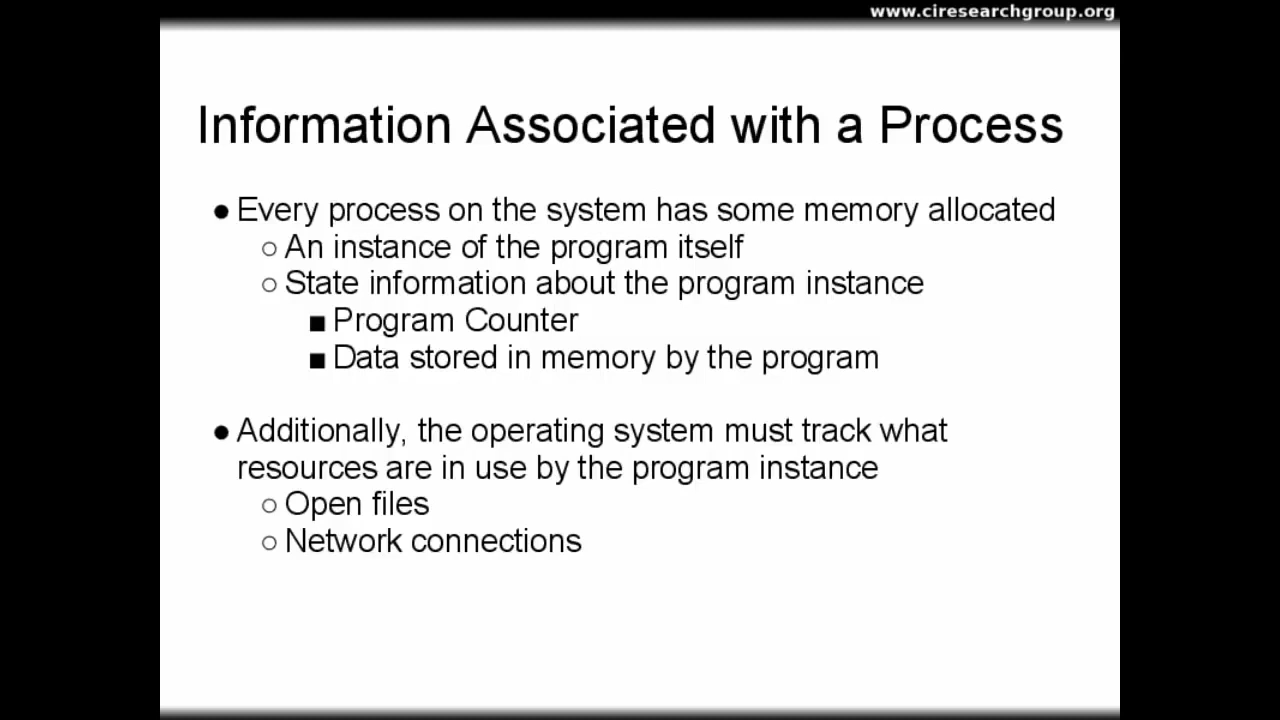 www.ciresearchgroup.org
Information Associated with a Process
● Every process on the system has some memory allocated
○ An instance of the program itself
○ State information about the program instance
■ Program Counter
■ Data stored in memory by the program
● Additionally, the operating system must track what
resources are in use by the program instance
○ Open files
○ Network connections